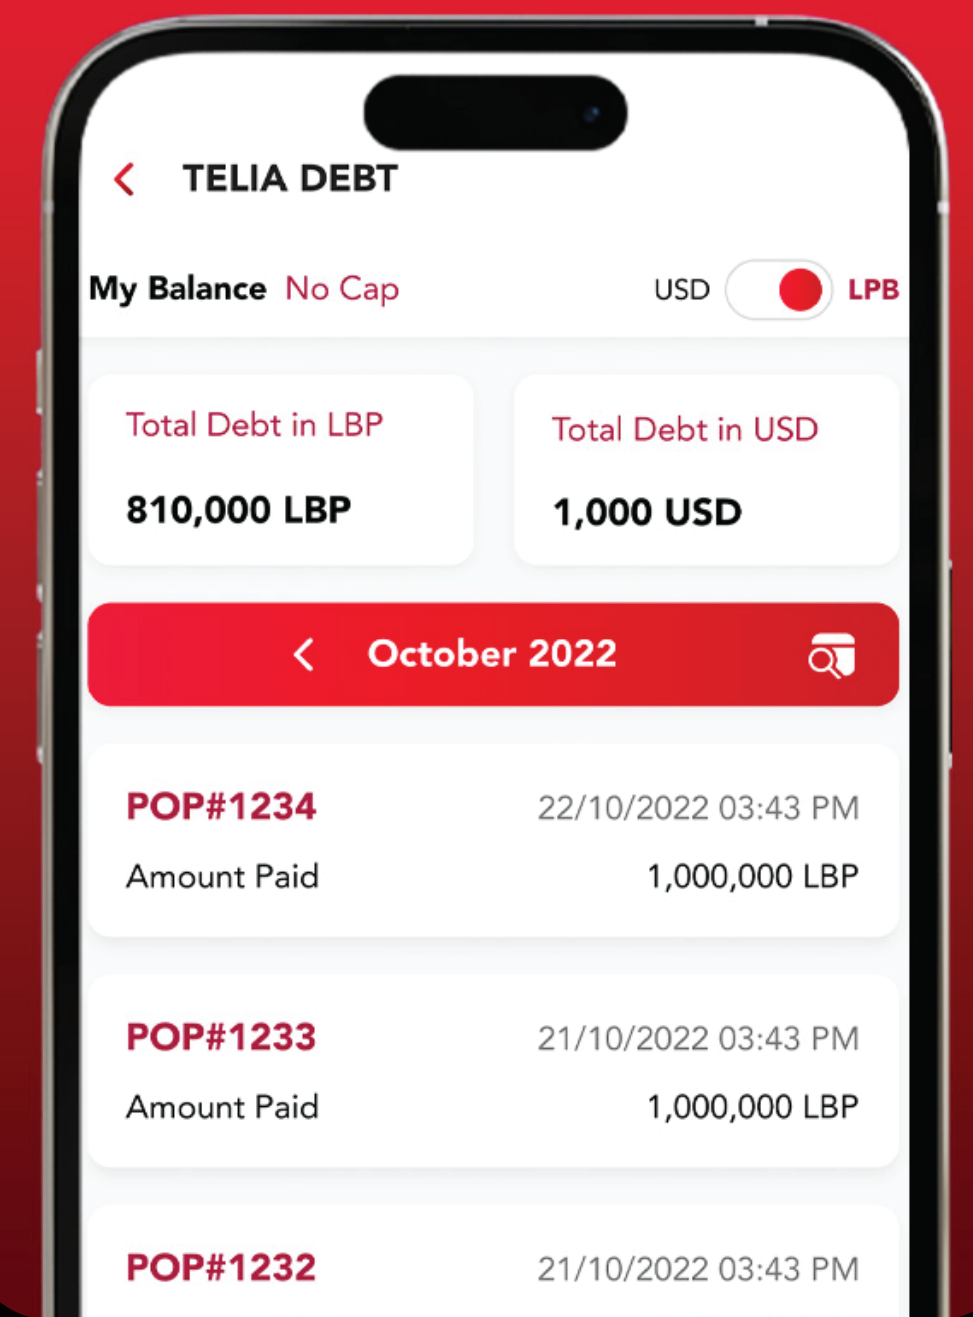 TELIA DEBT
My Balance No Cap USD LPB
Total Debt in LBP
Total Debt in USD
810,000 LBP
1,000 USD
October 2022
POP#1234 22/10/2022 03:43 PM
Amount Paid 1,000,000 LBP
POP#1233 21/10/2022 03:43 PM
Amount Paid 1,000,000 LBP
POP#1232 21/10/2022 03:43 PM